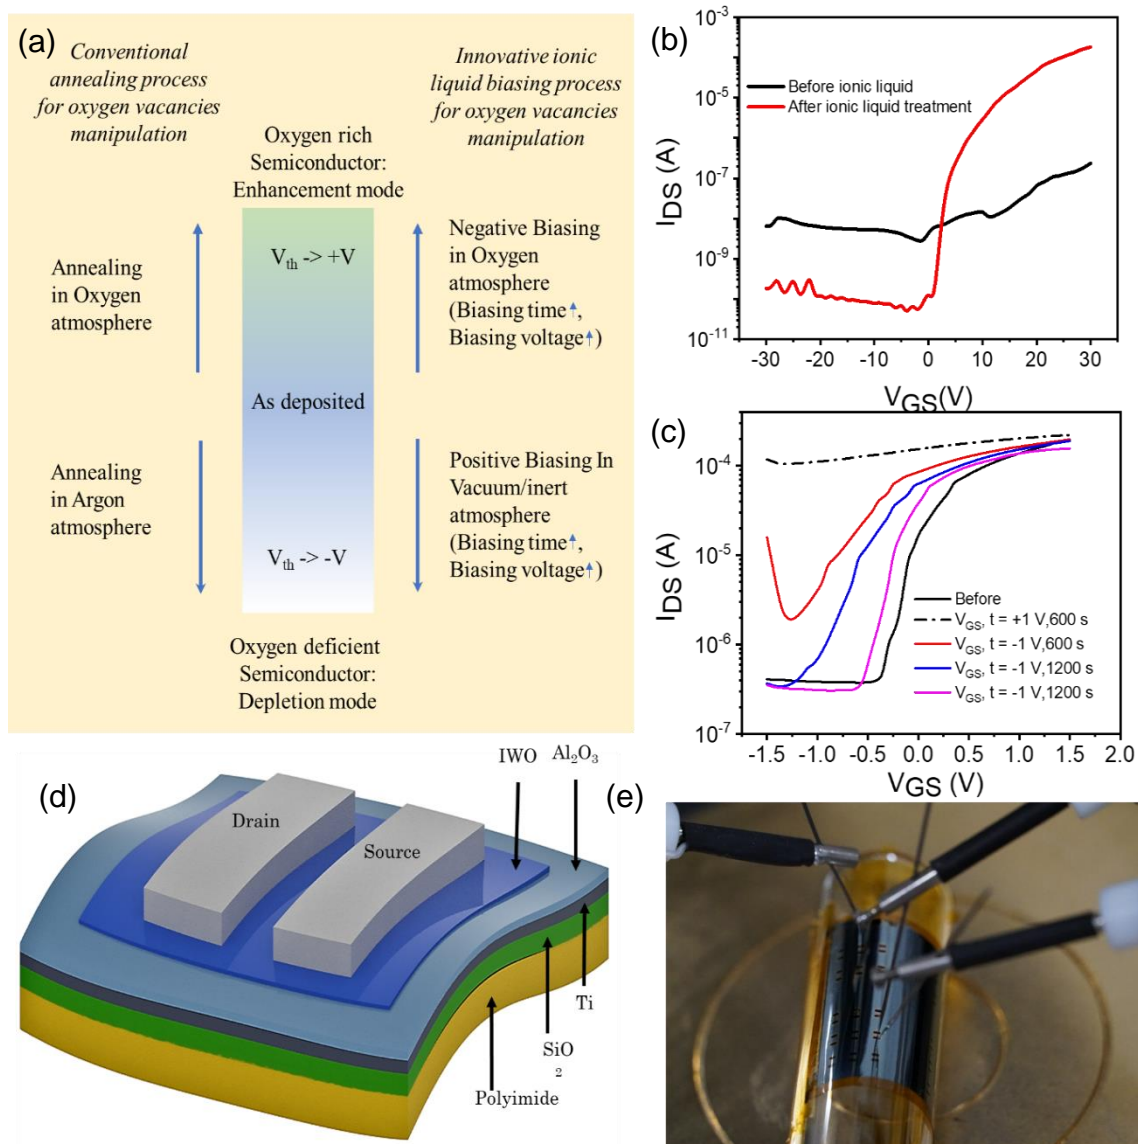 (a)
Conventional
annealing process
for oxygen vacancies
manipulation
Innovative ionic
liquid biasing process
for oxygen vacancies
manipulation
Oxygen rich
Semiconductor:
Enhancement mode
Vth -> +V
Annealing
in Oxygen
atmosphere
Negative Biasing
in Oxygen
atmosphere
(Biasing time↑,
Biasing voltage↑)
As deposited
Annealing
in Argon
atmosphere
Positive Biasing In
Vacuum/inert
atmosphere
(Biasing time↑,
Biasing voltage↑)
Vth -> -V
Oxygen deficient
Semiconductor:
Depletion mode
(b)
Before ionic liquid
After ionic liquid treatment
IDS (A)
10-3
10-5
10-7
10-9
10-11
-30 -20 -10 0 10 20 30
VGS(V)
(c)
IDS (A)
10-4
10-5
10-6
10-7
Before
VGS, t = +1 V,600 s
VGS, t = -1 V,600 s
VGS, t = -1 V,1200 s
VGS, t = -1 V,1200 s
-1.5 -1.0 -0.5 0.0 0.5 1.0 1.5 2.0
VGS (V)
(d)
IWO
Al2O3
Drain
Source
Ti
SiO
2
Polyimide
(e)